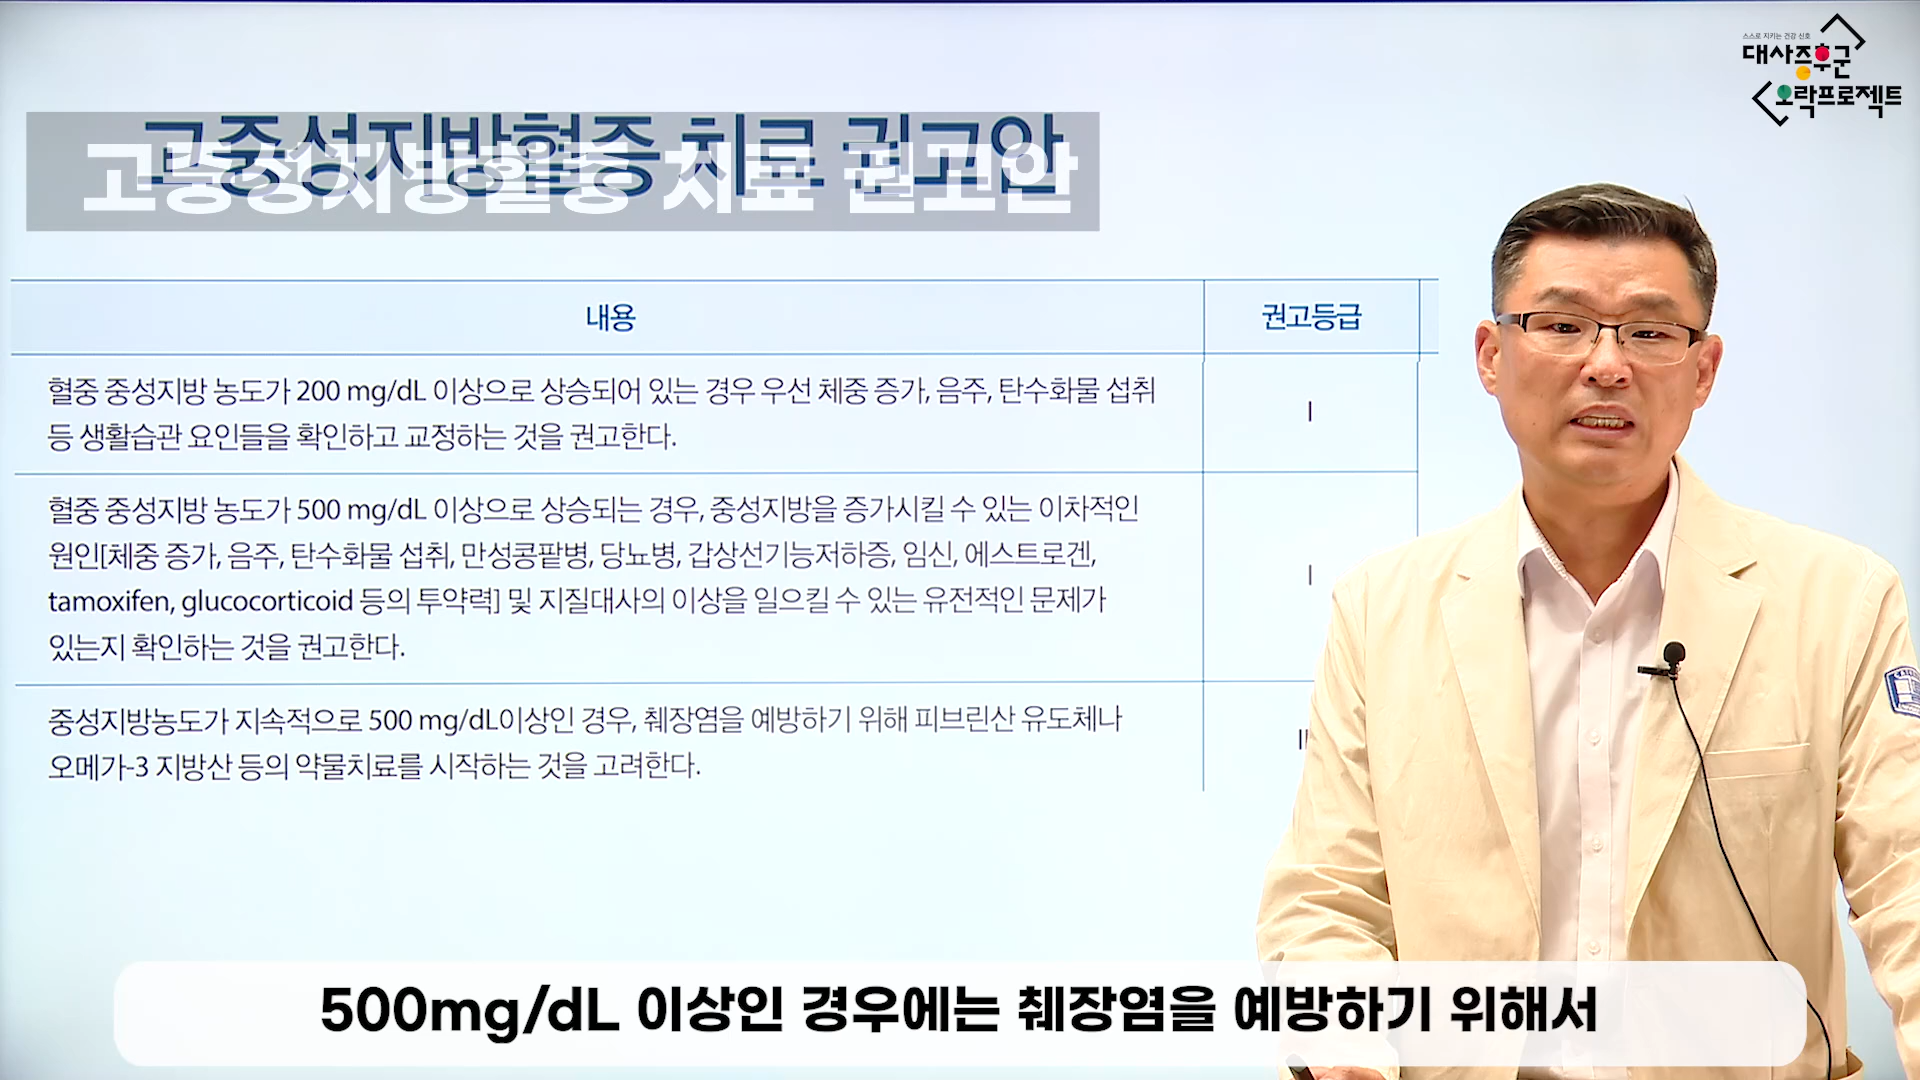 스스로 지키는 건강 신호
대사증후군
오락프로젝트
고중성지방혈증 치료 권고안
고중성지방혈증 치료 권고안
내용
권고등급
혈중 중성지방 농도가 200 mg/dL 이상으로 상승되어 있는 경우 우선 체중 증가, 음주, 탄수화물 섭취
등 생활습관 요인들을 확인하고 교정하는 것을 권고한다.
I
혈중 중성지방 농도가 500 mg/dL 이상으로 상승되는 경우, 중성지방을 증가시킬 수 있는 이차적인
원인[체중 증가, 음주, 탄수화물 섭취, 만성콩팥병, 당뇨병, 갑상선기능저하증, 임신, 에스트로겐,
tamoxifen, glucocorticoid 등의 투약력] 및 지질대사의 이상을 일으킬 수 있는 유전적인 문제가
있는지 확인하는 것을 권고한다.
I
중성지방농도가 지속적으로 500 mg/dL이상인 경우, 췌장염을 예방하기 위해 피브린산 유도체나
오메가-3 지방산 등의 약물치료를 시작하는 것을 고려한다.
500mg/dL 이상인 경우에는 췌장염을 예방하기 위해서